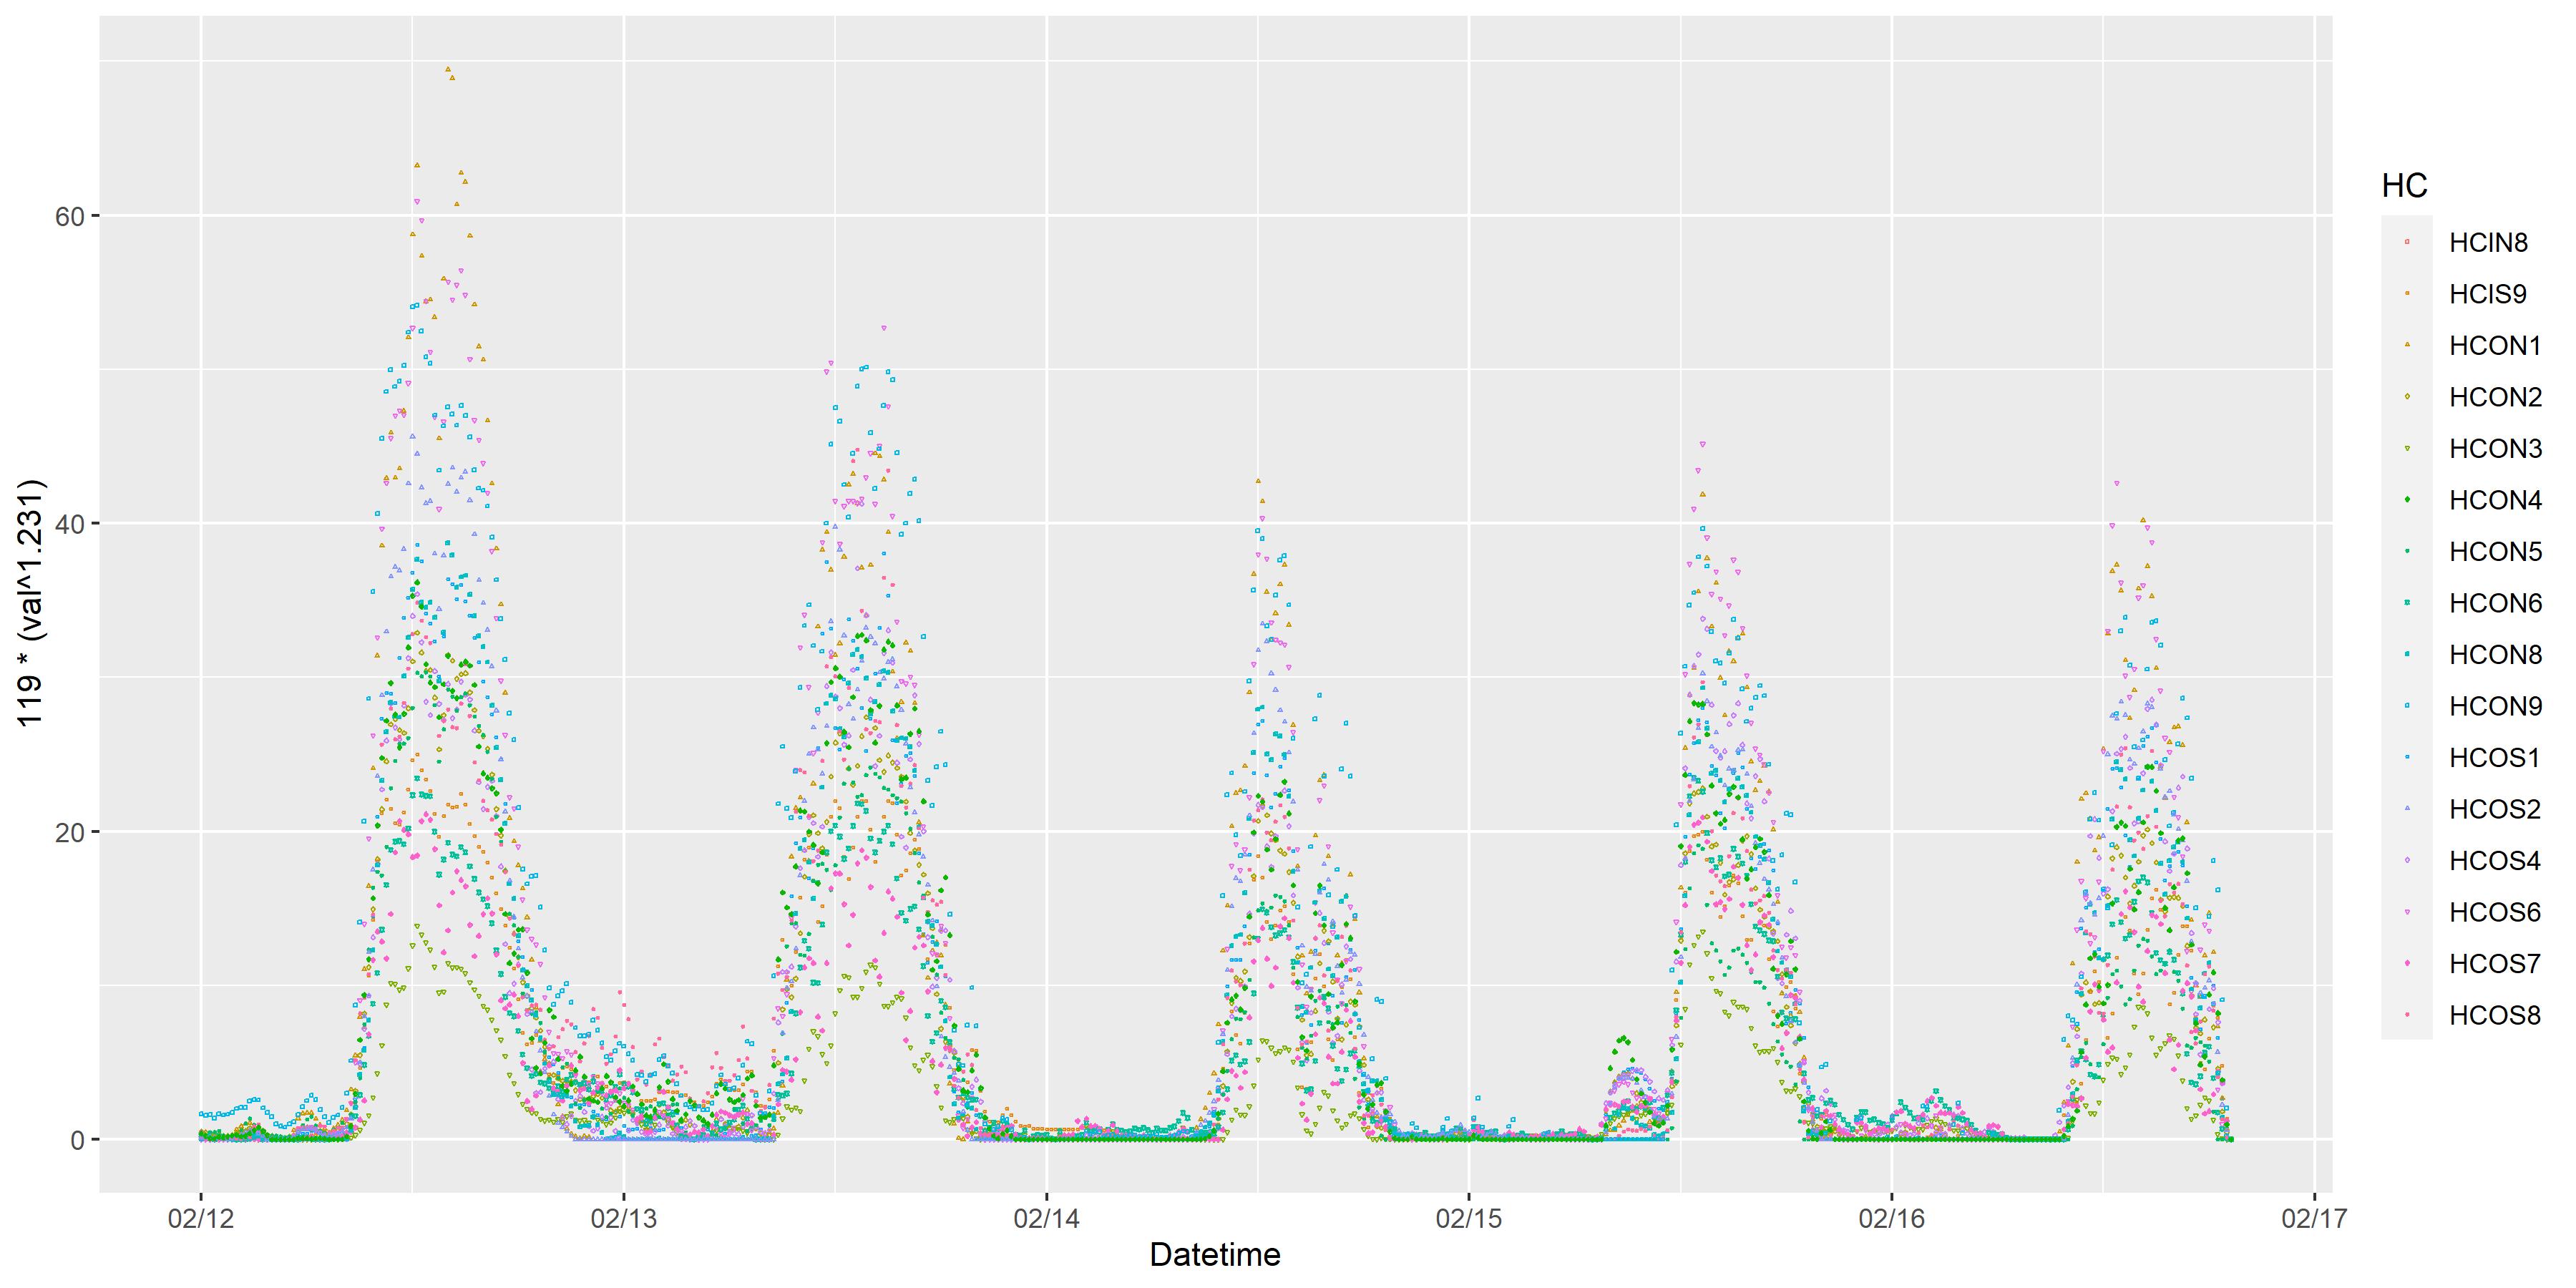 60
40
20
0
119 * (val^1.231)
02/12
02/13
02/14
02/15
02/16
02/17
Datetime
HC
HCIN8
HCIS9
HCON1
HCON2
HCON3
HCON4
HCON5
HCON6
HCON8
HCON9
HCOS1
HCOS2
HCOS4
HCOS6
HCOS7
HCOS8